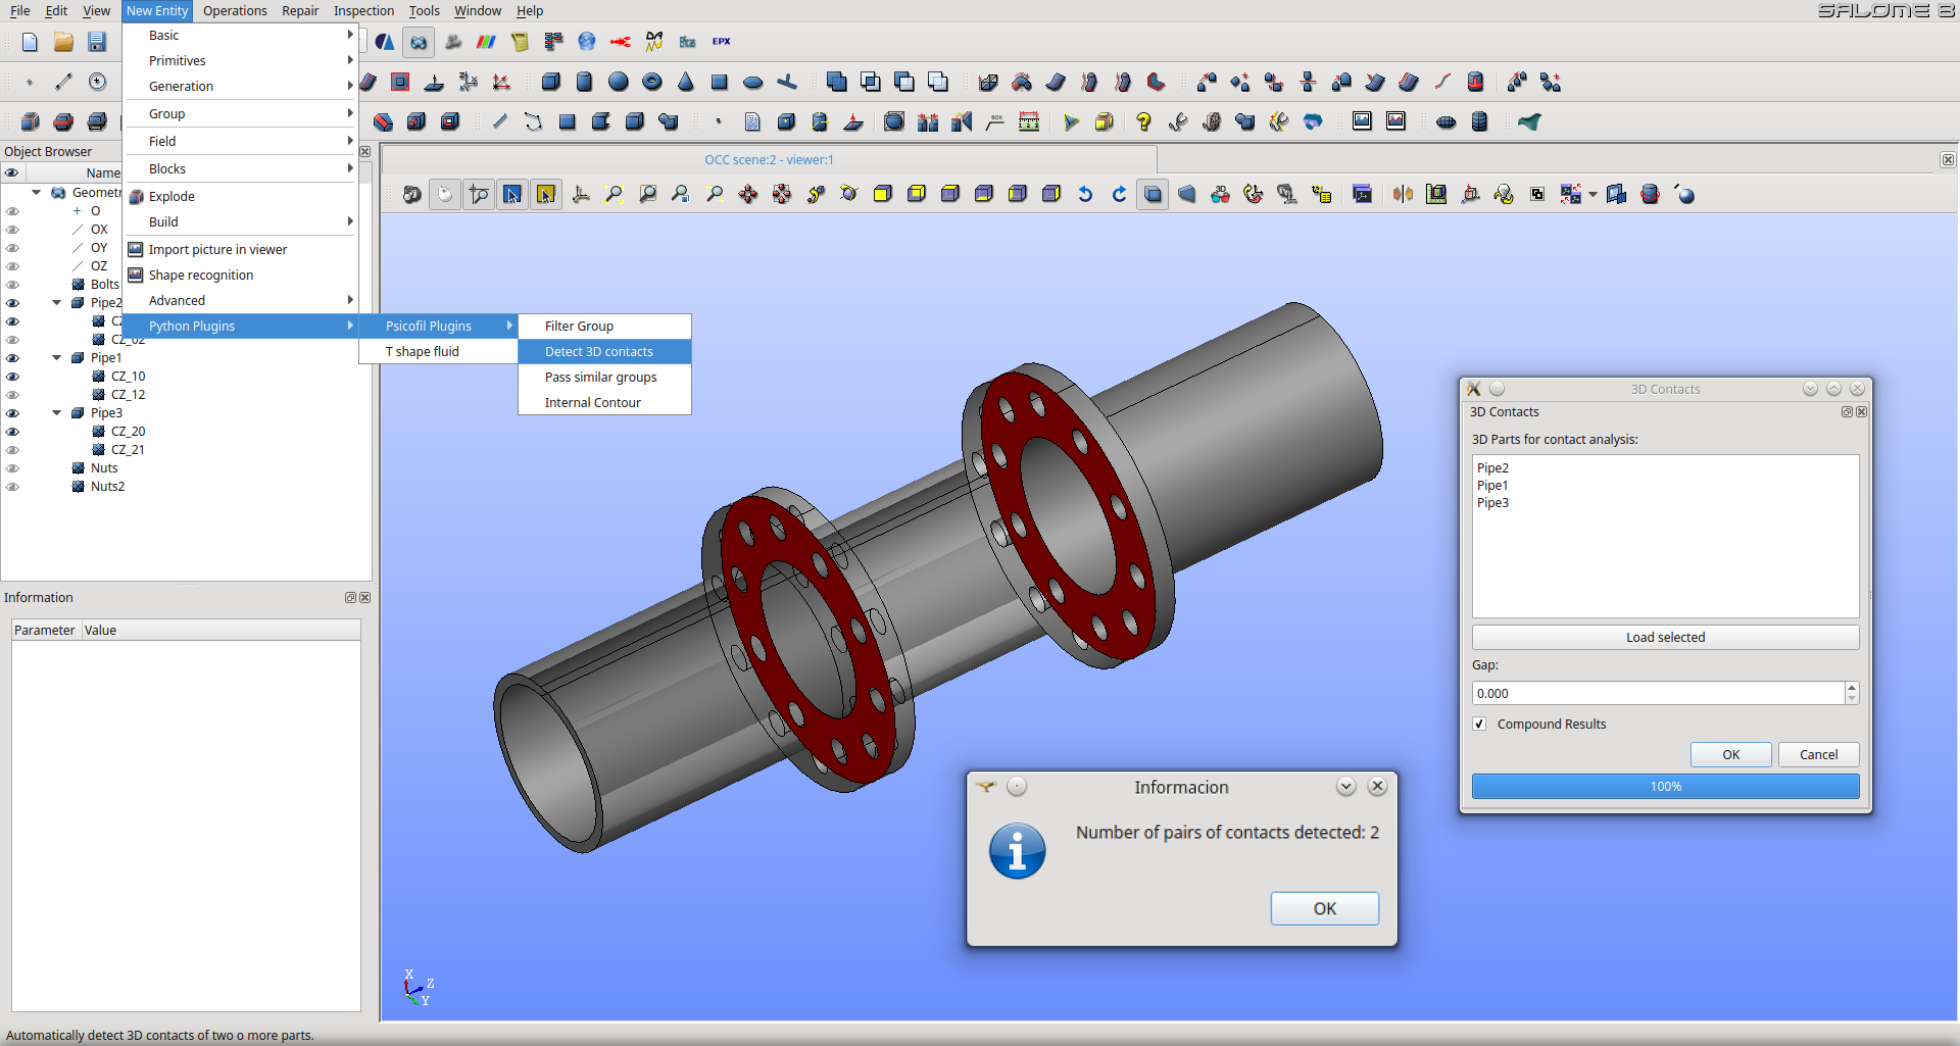 File Edit View New Entity Operations Repair Inspection Tools Window Help
SALOME 8
Basic
Primitives
Generation
Group
Field
Blocks
Explode
Build
Import picture in viewer
Shape recognition
Advanced
Python Plugins
Psicofil Plugins
T shape fluid
Filter Group
Detect 3D contacts
Pass similar groups
Internal Contour
Eficas
EPX
Object Browser
Name
Geometr
O
OX
OY
OZ
Bolts
Pipe2
CZ_02
Pipe1
CZ_10
CZ_12
Pipe3
CZ_20
CZ_21
Nuts
Nuts2
Information
Parameter Value
OCC scene:2 - viewer:1
3D Contacts
3D Contacts
3D Parts for contact analysis:
Pipe2
Pipe1
Pipe3
Load selected
Gap:
0.000
Compound Results
OK Cancel
100%
Informacion
Number of pairs of contacts detected: 2
OK
X
Z
Y
Automatically detect 3D contacts of two o more parts.